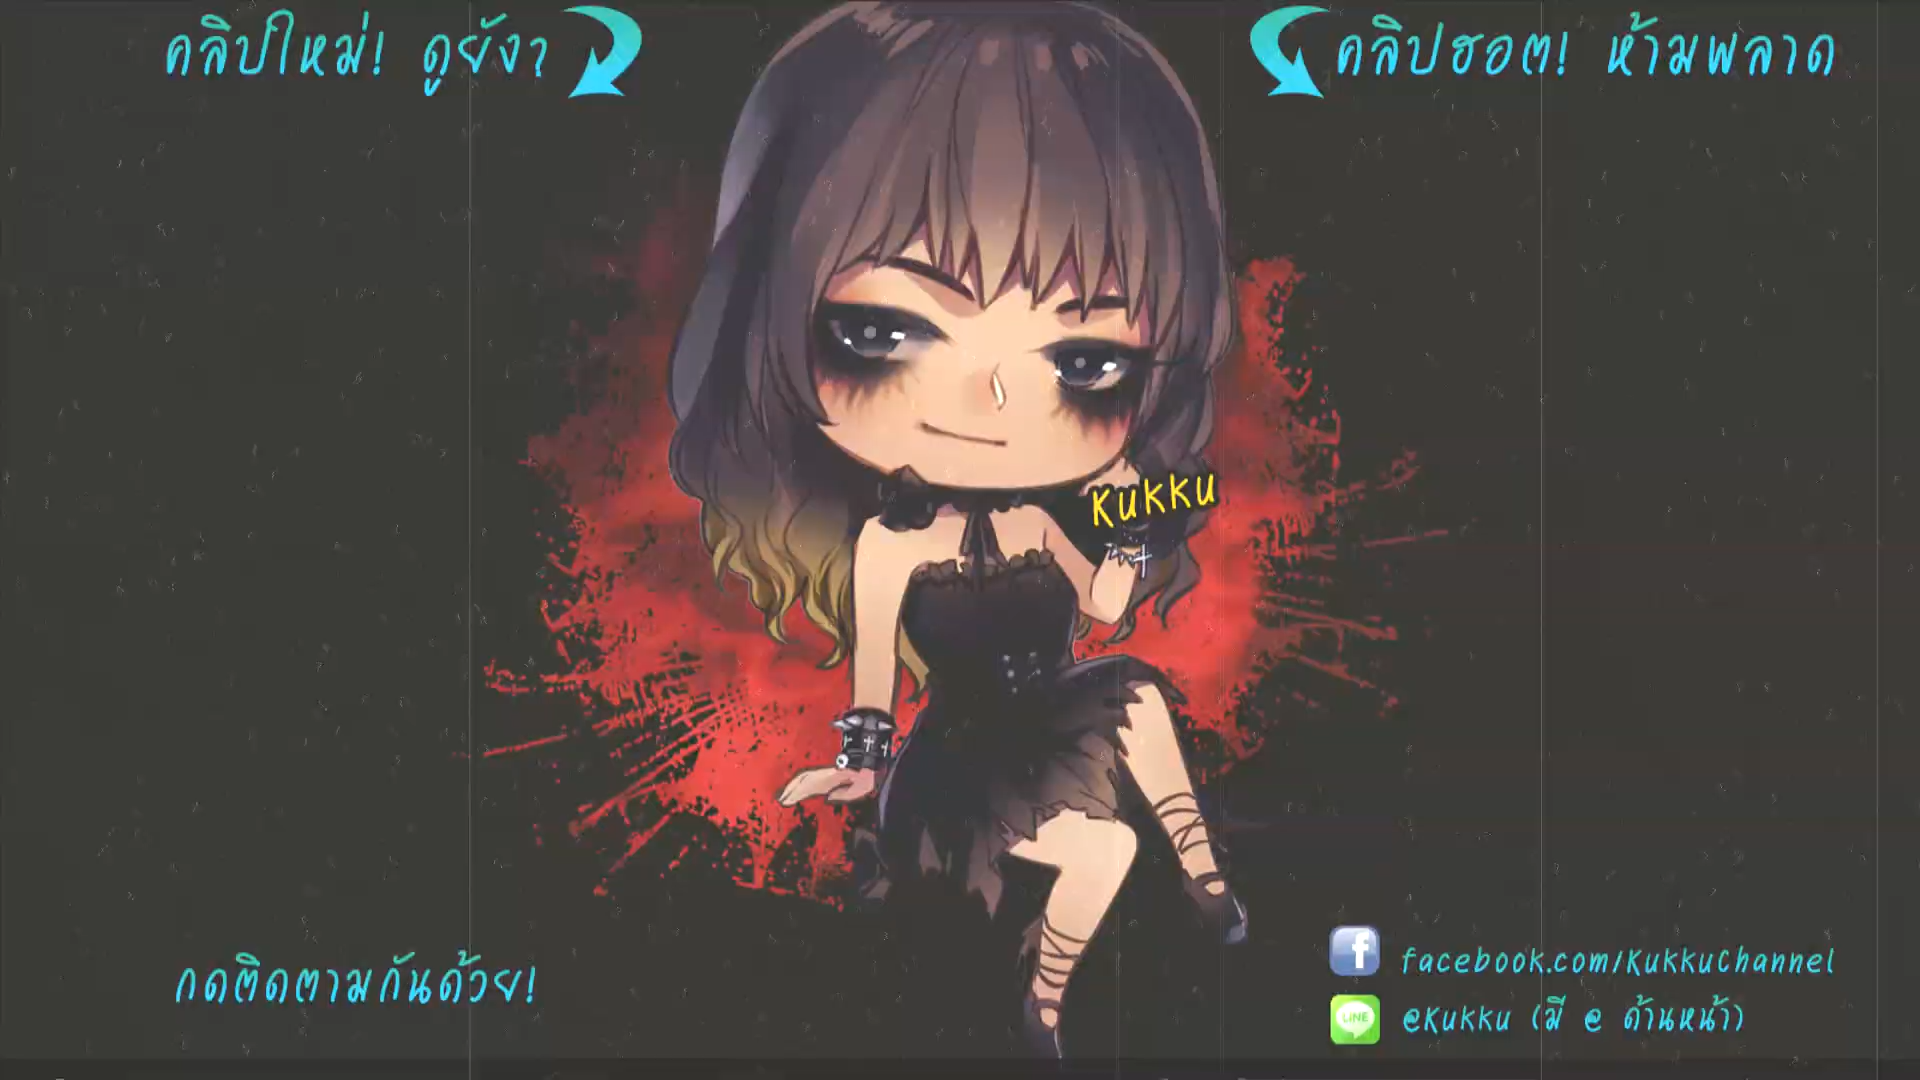 คลิปใหม่! ดูยัง?
คลิปฮอต! ห้ามพลาด
Kukku
กดติดตามกันด้วย!
facebook.com/KukkuChannel
LINE
@Kukku (มี @ ด้านหน้า)